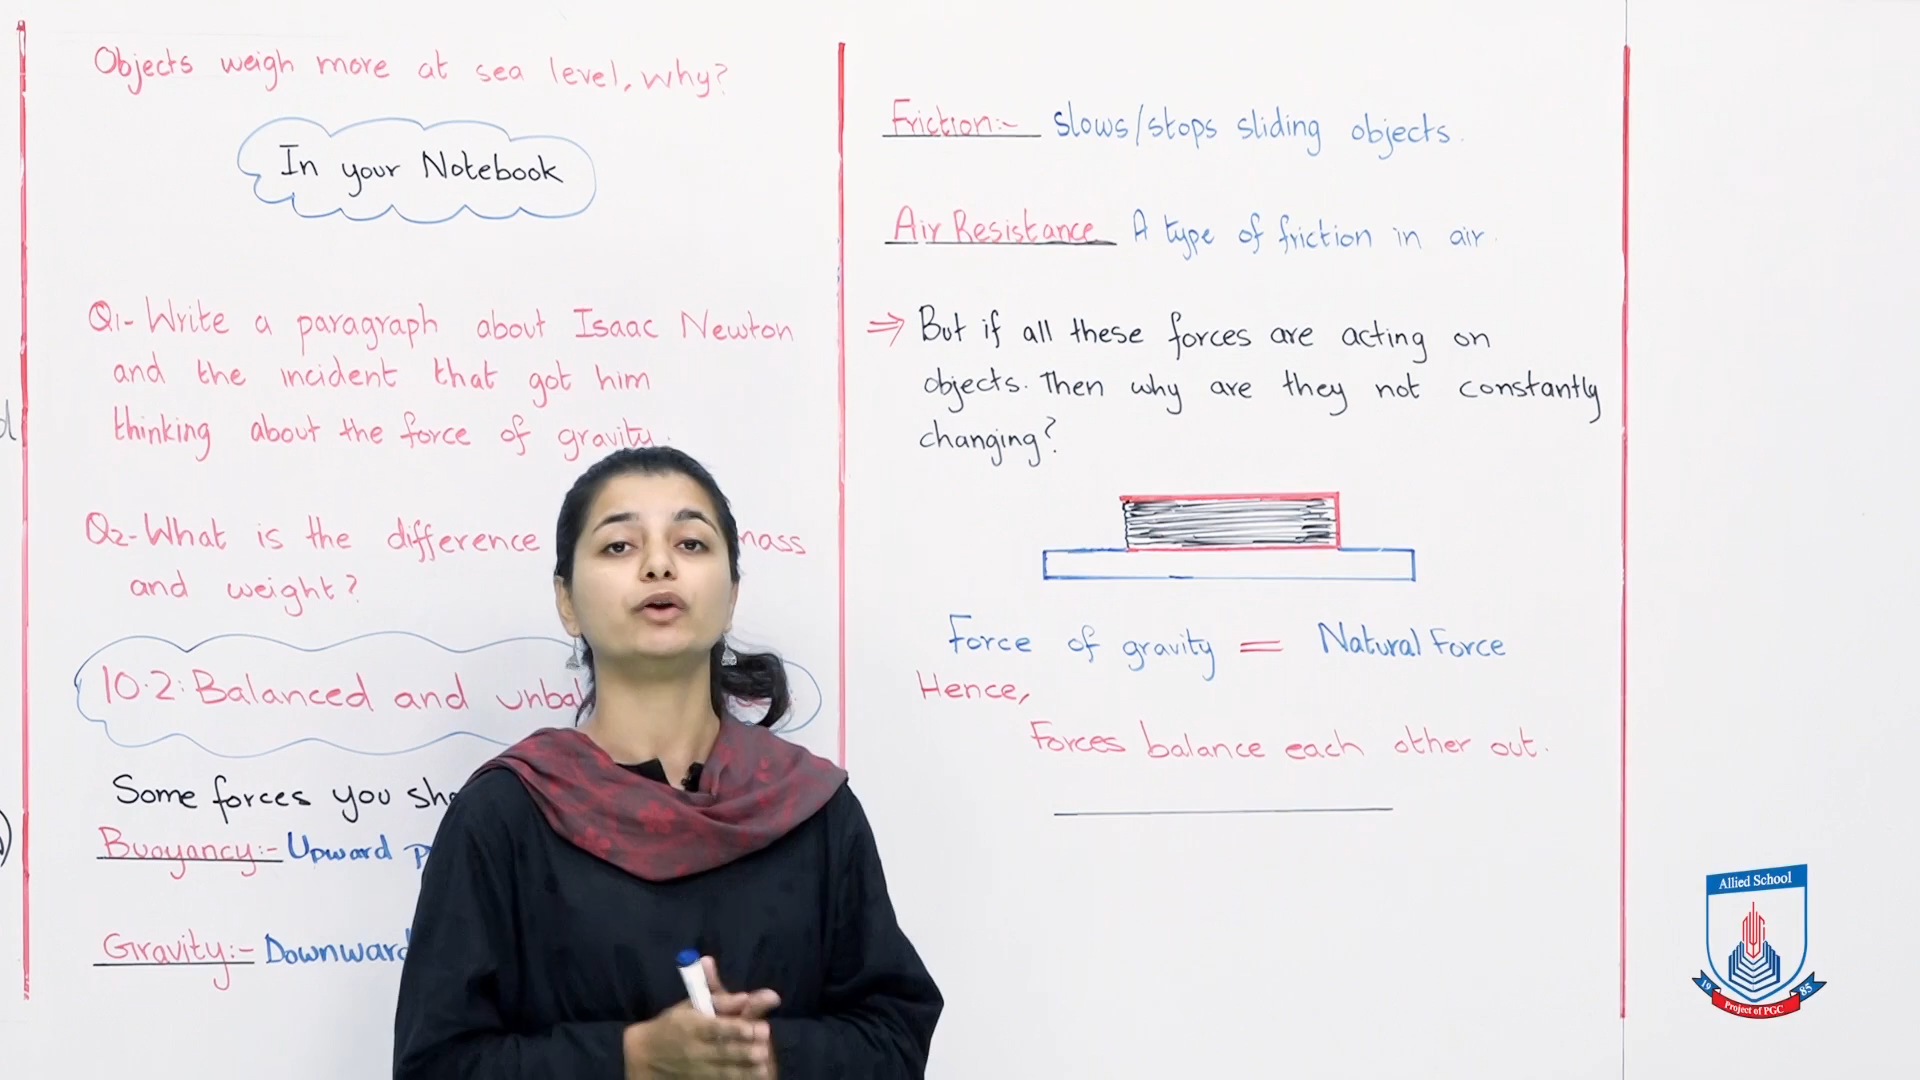 Objects weigh more at sea level, why?
In your Notebook
Q1- Write a paragraph about Isaac Newton
and the incident that got him
thinking about the force of gravity.
Q2- What is the difference
and weight?
10.2: Balanced and
Some forces you
Buoyancy:- Upward
Gravity:- Downward
Friction:- Slows/stops sliding objects.
Air Resistance A type of friction in air.
⇒ But if all these forces are acting on
objects. Then why are they not constantly
changing?
Force of gravity = Natural Force
Hence,
Forces balance each other out.
Allied School
19 85
Project of PGC